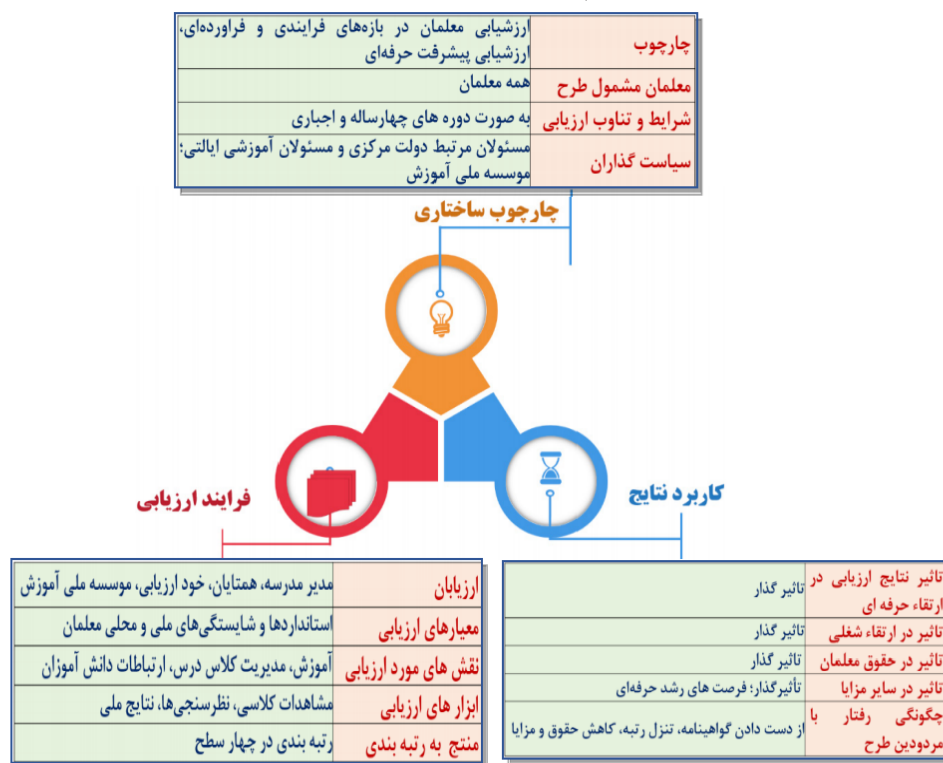 چارچوب
ارزشیابی معلمان در بازه‌های فرایندی و فراورده‌ای،
ارزشیابی پیشرفت حرفه‌ای
معلمان مشمول طرح
همه معلمان
شرایط و تناوب ارزیابی
به صورت دوره های چهارساله و اجباری
سیاست گذاران
مسئولان مرتبط دولت مرکزی و مسئولان آموزشی ایالتی؛
موسسه ملی آموزش
چارچوب ساختاری
کاربرد نتایج
فرایند ارزیابی
تاثیر نتایج ارزیابی در
ارتقاء حرفه ای
تاثیر گذار
تاثیر در ارتقاء شغلی
تاثیر گذار
تاثیر در حقوق معلمان
تاثیر گذار
تاثیر در سایر مزایا
تأثیرگذار؛ فرصت های رشد حرفه‌ای
چگونگی رفتار با
مردودین طرح
از دست دادن گواهینامه، تنزل رتبه، کاهش حقوق و مزایا
ارزیابان
مدیر مدرسه، همتایان، خود ارزیابی، موسسه ملی آموزش
معیارهای ارزیابی
استانداردها و شایستگی‌های ملی و محلی معلمان
نقش های مورد ارزیابی
آموزش، مدیریت کلاس درس، ارتباطات دانش آموزان
ابزار های ارزیابی
مشاهدات کلاسی، نظرسنجی‌ها، نتایج ملی
منتج به رتبه بندی
رتبه بندی در چهار سطح